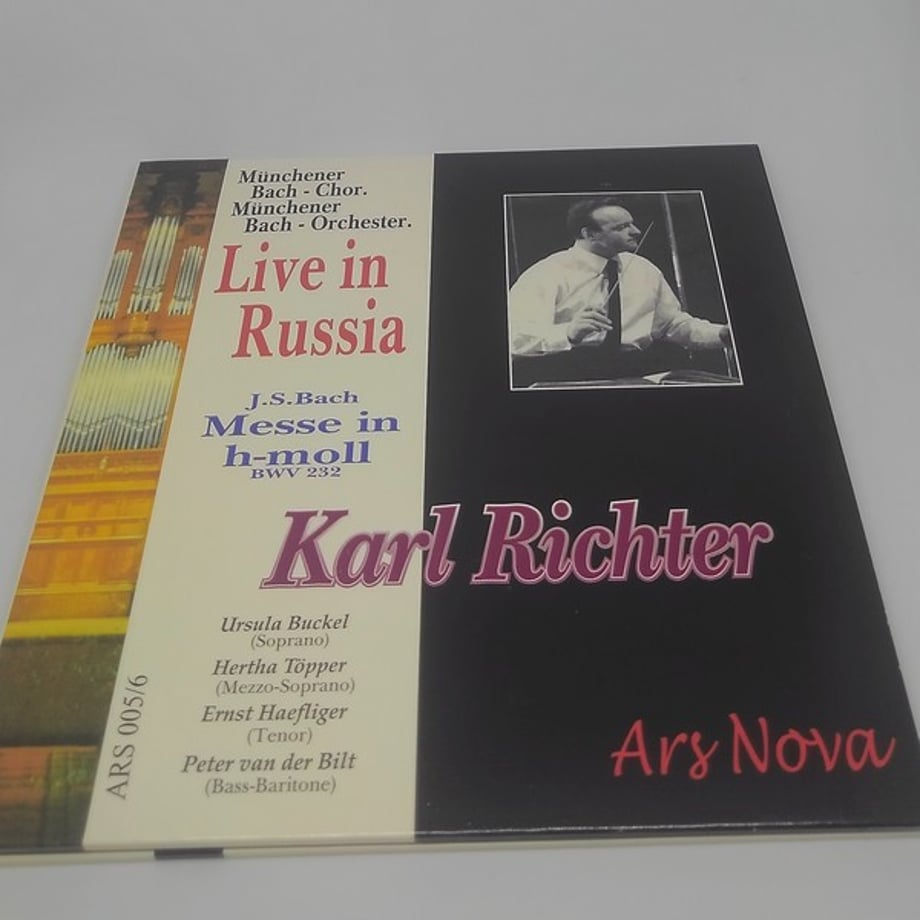 Münchener
Bach - Chor.
Münchener
Bach - Orchester.
Live in
Russia
J.S.Bach
Messe in
h-moll
BWV 232
Karl Richter
Ursula Buckel
(Soprano)
Hertha Töpper
(Mezzo-Soprano)
Ernst Haefliger
(Tenor)
Peter van der Bilt
(Bass-Baritone)
ARS 005/6
Ars Nova